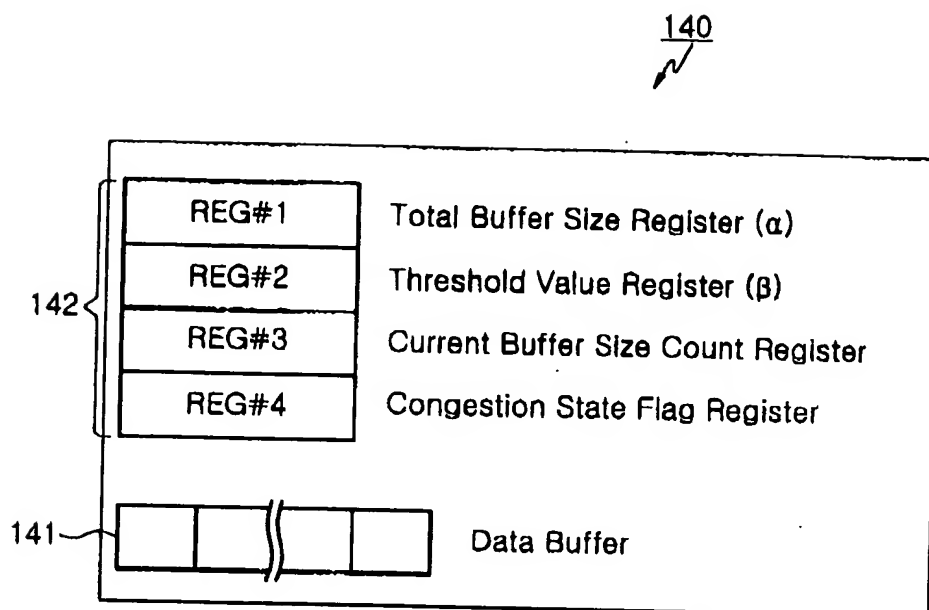 140
REG#1 Total Buffer Size Register (α)
REG#2 Threshold Value Register (β)
142
REG#3 Current Buffer Size Count Register
REG#4 Congestion State Flag Register
141 Data Buffer